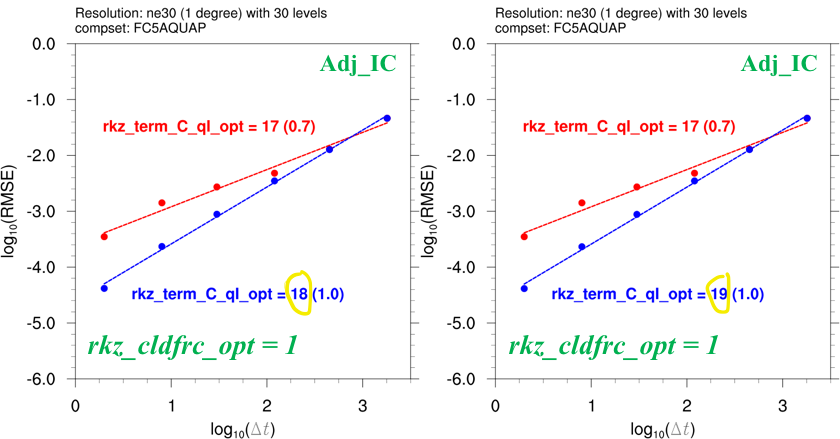 Resolution: ne30 (1 degree) with 30 levels
compset: FC5AQUAP
0.0
Adj_IC
-1.0
rkz_term_C_ql_opt = 17 (0.7)
-2.0
log10(RMSE)
-3.0
-4.0
rkz_term_C_ql_opt = 18 (1.0)
-5.0
rkz_cldfrc_opt = 1
-6.0
0 1 2 3
log10(Δt)
Resolution: ne30 (1 degree) with 30 levels
compset: FC5AQUAP
0.0
Adj_IC
-1.0
rkz_term_C_ql_opt = 17 (0.7)
-2.0
log10(RMSE)
-3.0
-4.0
rkz_term_C_ql_opt = 19 (1.0)
-5.0
rkz_cldfrc_opt = 1
-6.0
0 1 2 3
log10(Δt)